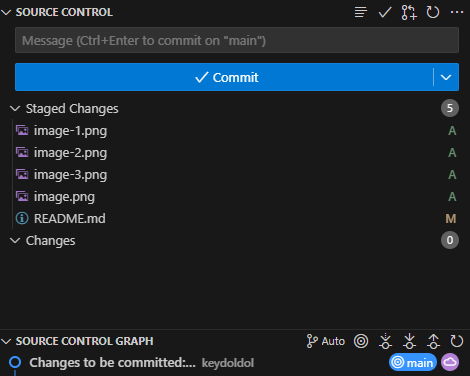 SOURCE CONTROL
Message (Ctrl+Enter to commit on "main")
Commit
Staged Changes 5
image-1.png A
image-2.png A
image-3.png A
image.png A
README.md M
Changes 0
SOURCE CONTROL GRAPH Auto
Changes to be committed:... keydoldol main